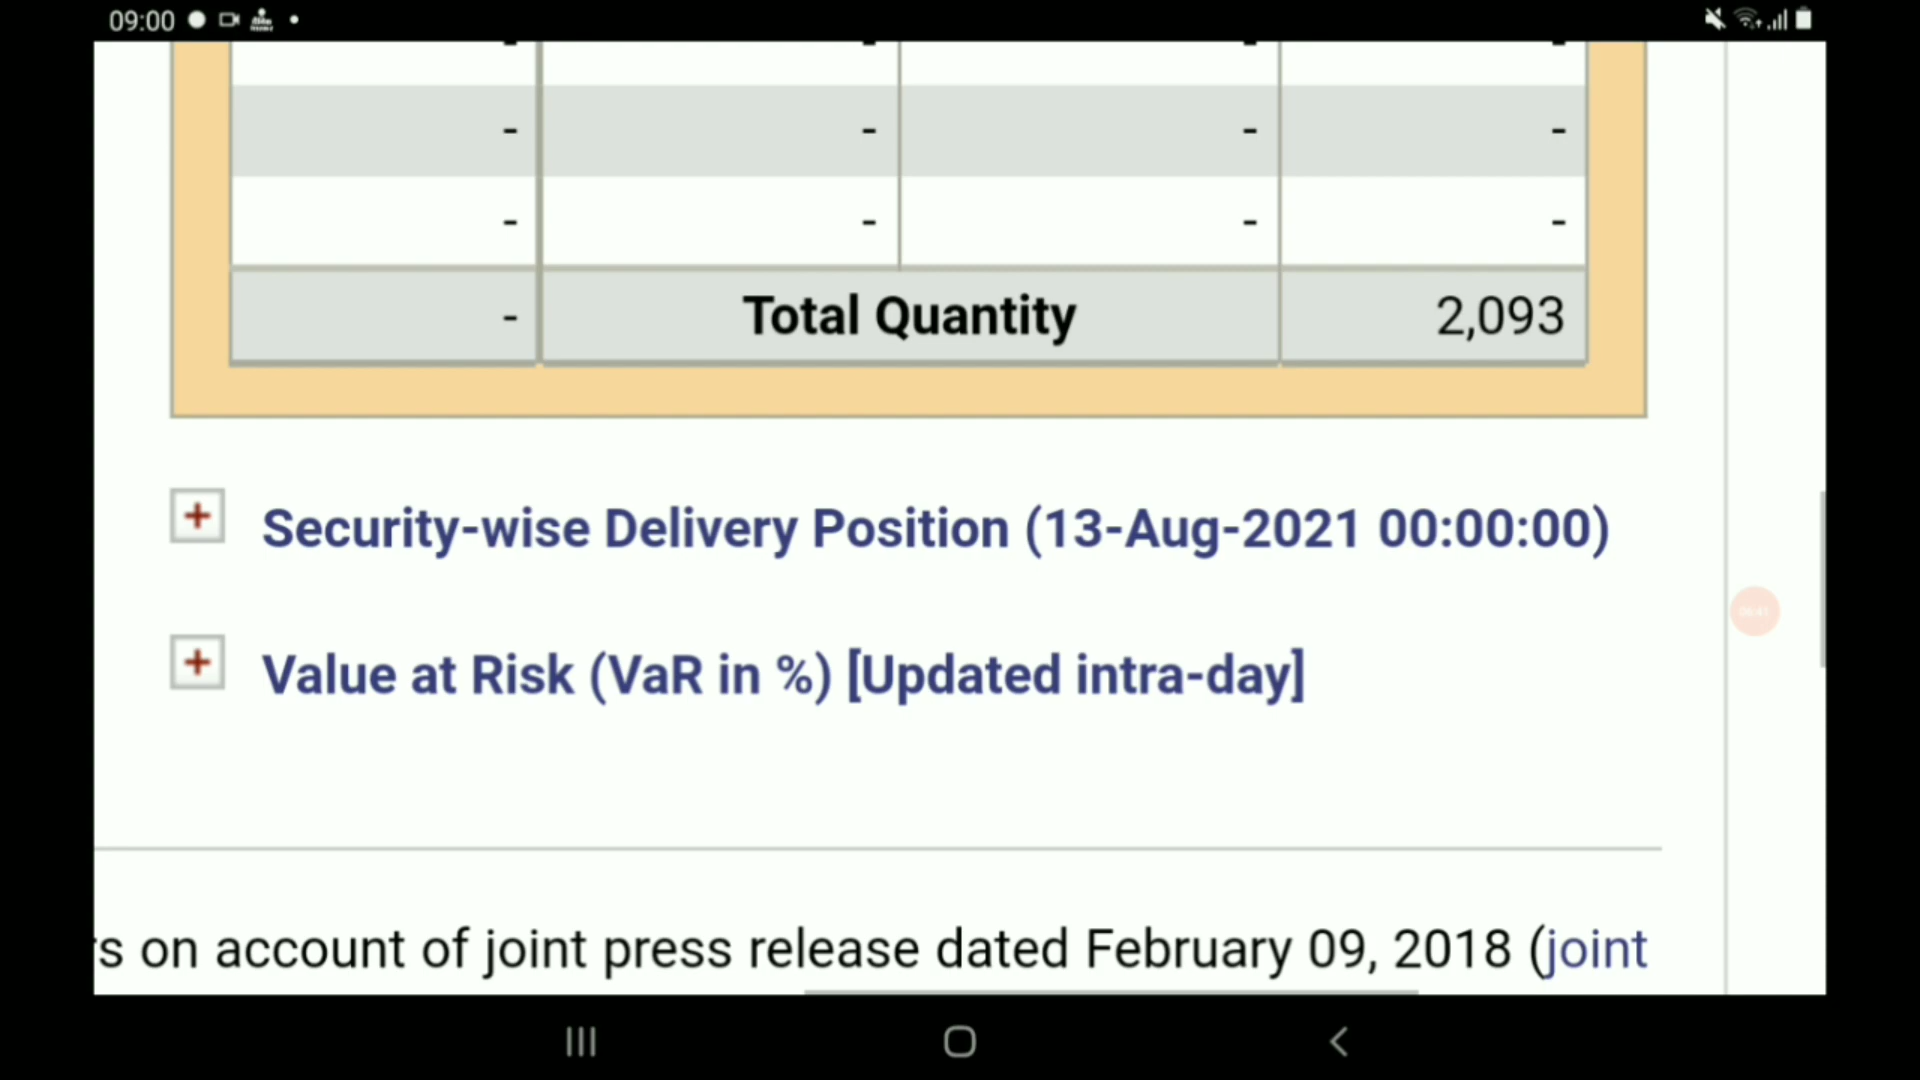 09:00
- - - -
- - - -
- - - -
- Total Quantity 2,093
Security-wise Delivery Position (13-Aug-2021 00:00:00)
Value at Risk (VaR in %) [Updated intra-day]
s on account of joint press release dated February 09, 2018 (joint